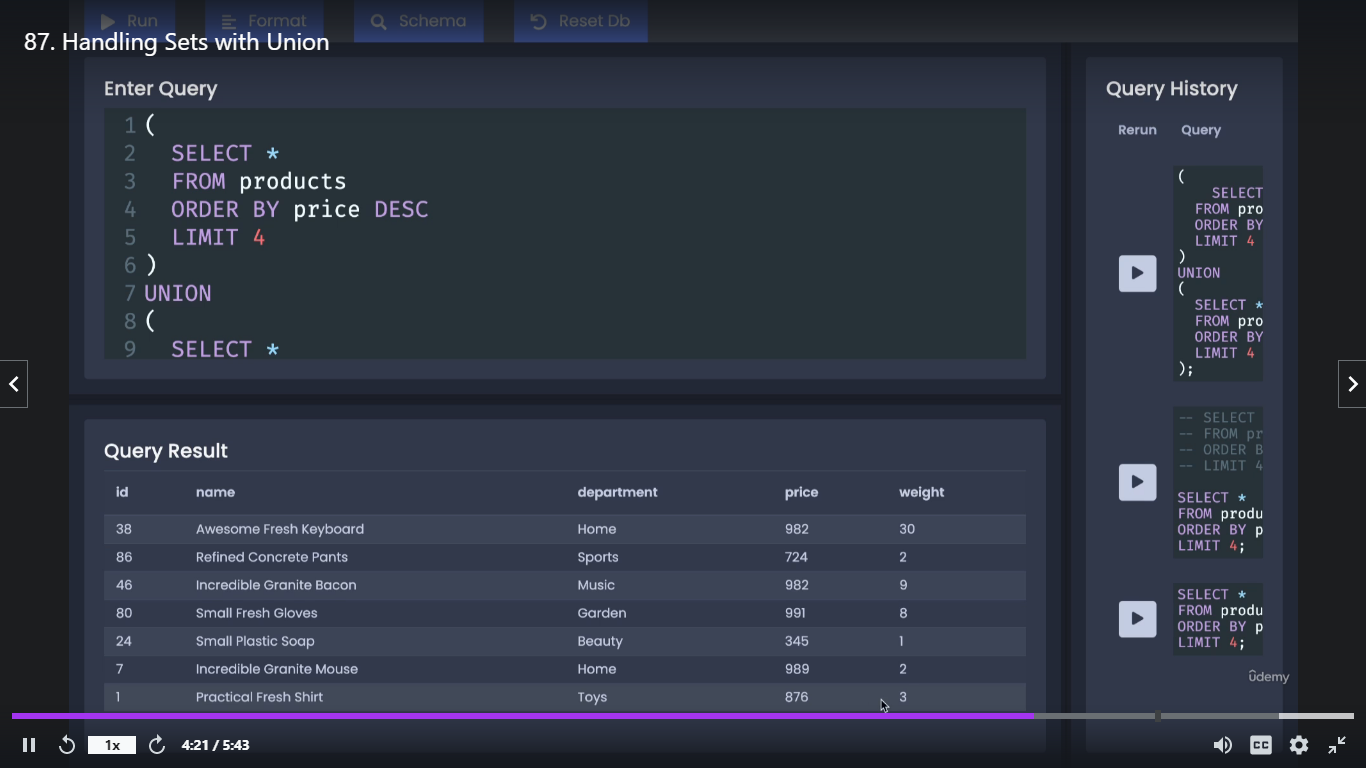 Run Format Schema Reset Db
87. Handling Sets with Union
Enter Query
1 (
2 SELECT *
3 FROM products
4 ORDER BY price DESC
5 LIMIT 4
6 )
7 UNION
8 (
9 SELECT *
Query History
Rerun Query
(
SELECT
FROM pro
ORDER BY
LIMIT 4
)
UNION
(
SELECT *
FROM pro
ORDER BY
LIMIT 4
);
-- SELECT
-- FROM pr
-- ORDER B
-- LIMIT 4
SELECT *
FROM produ
ORDER BY p
LIMIT 4;
SELECT *
FROM produ
ORDER BY p
LIMIT 4;
Query Result
id name department price weight
38 Awesome Fresh Keyboard Home 982 30
86 Refined Concrete Pants Sports 724 2
46 Incredible Granite Bacon Music 982 9
80 Small Fresh Gloves Garden 991 8
24 Small Plastic Soap Beauty 345 1
7 Incredible Granite Mouse Home 989 2
1 Practical Fresh Shirt Toys 876 3
ûdemy
1x 4:21 / 5:43
CC